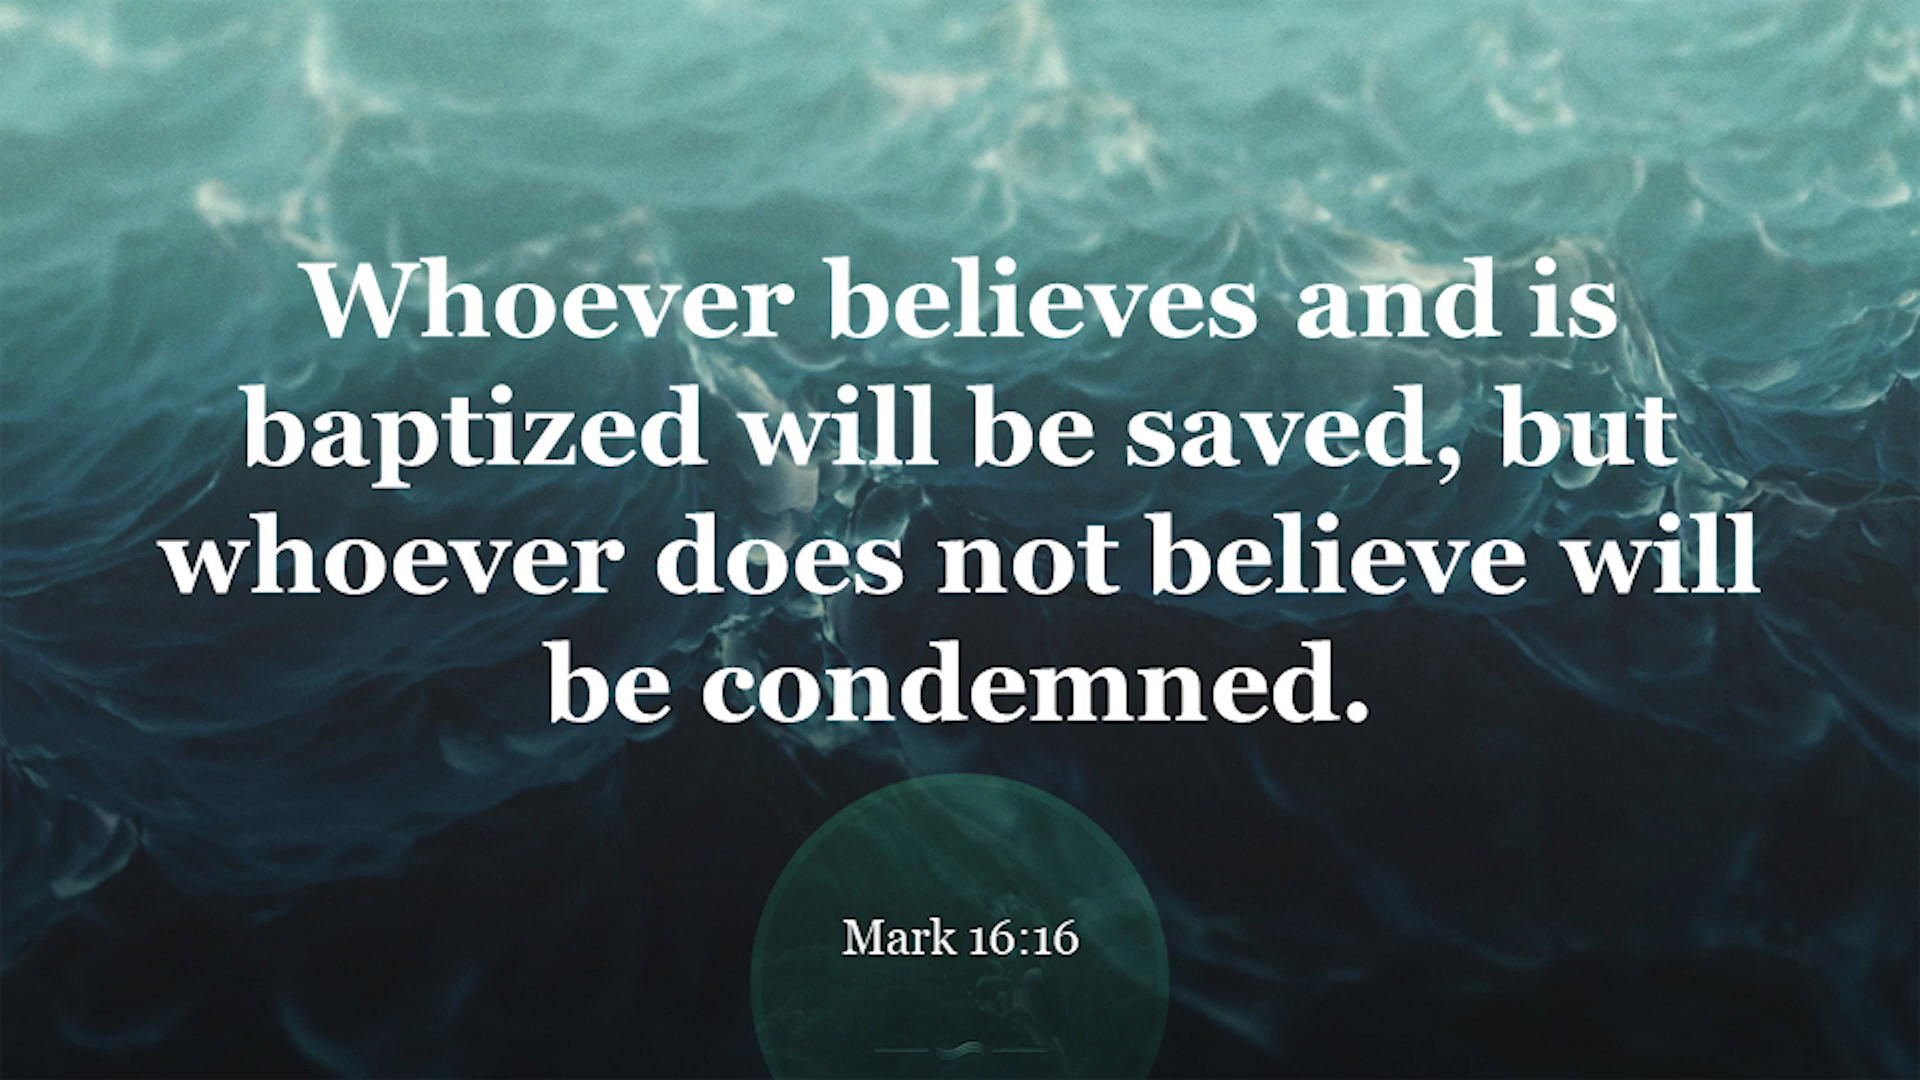 Whoever believes and is
baptized will be saved, but
whoever does not believe will
be condemned.
Mark 16:16